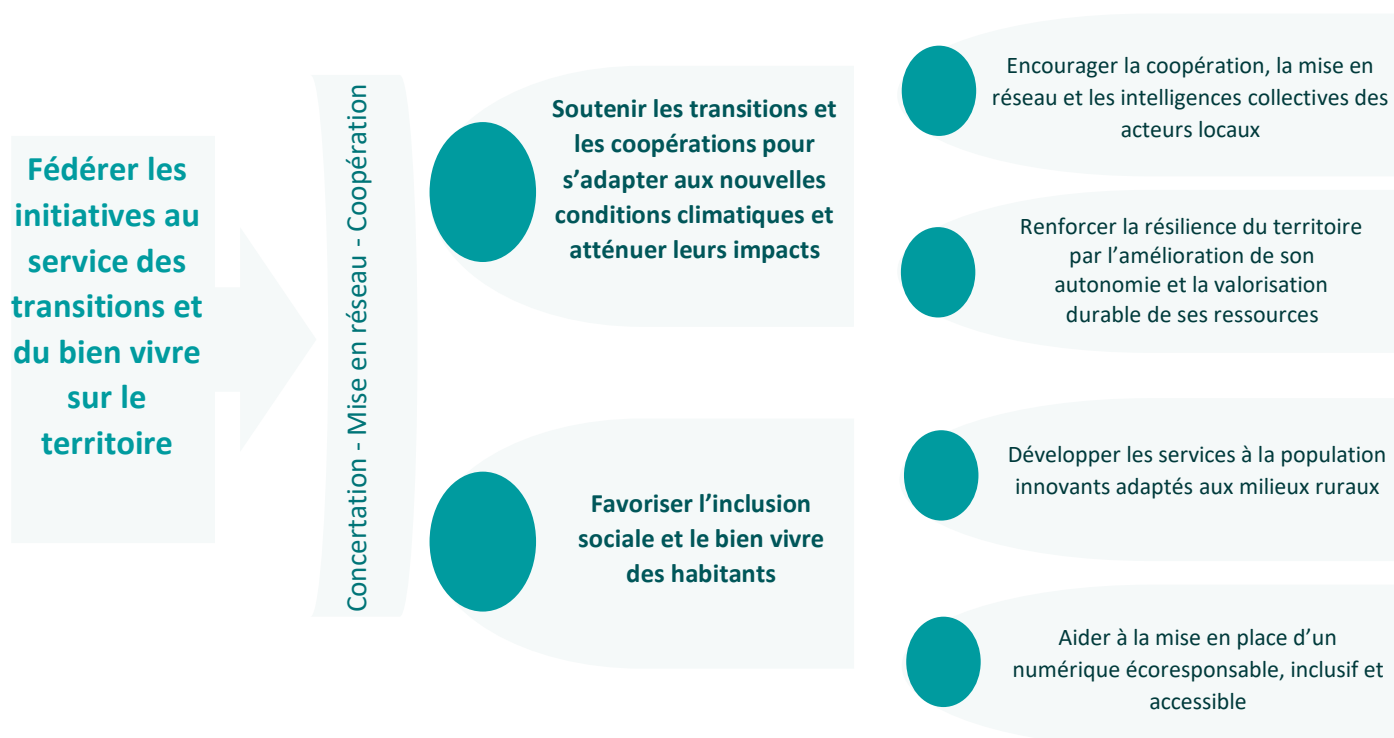 Fédérer les
initiatives au
service des
transitions et
du bien vivre
sur le
territoire
Concertation - Mise en réseau - Coopération
Soutenir les transitions et
les coopérations pour
s’adapter aux nouvelles
conditions climatiques et
atténuer leurs impacts
Favoriser l’inclusion
sociale et le bien vivre
des habitants
Encourager la coopération, la mise en
réseau et les intelligences collectives des
acteurs locaux
Renforcer la résilience du territoire
par l’amélioration de son
autonomie et la valorisation
durable de ses ressources
Développer les services à la population
innovants adaptés aux milieux ruraux
Aider à la mise en place d’un
numérique écoresponsable, inclusif et
accessible